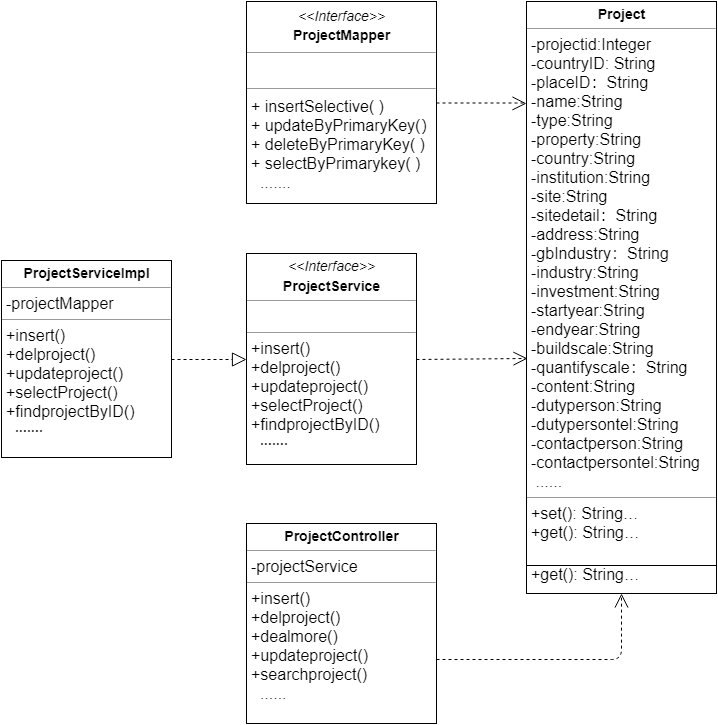 <<Interface>>
ProjectMapper
+ insertSelective( )
+ updateByPrimaryKey()
+ deleteByPrimaryKey( )
+ selectByPrimarykey( )
.......
Project
-projectid:Integer
-countryID: String
-placeID：String
-name:String
-type:String
-property:String
-country:String
-institution:String
-site:String
-sitedetail：String
-address:String
-gbIndustry：String
-industry:String
-investment:String
-startyear:String
-endyear:String
-buildscale:String
-quantifyscale：String
-content:String
-dutyperson:String
-dutypersontel:String
-contactperson:String
-contactpersontel:String
......
+set(): String...
+get(): String...
+get(): String...
ProjectServiceImpl
-projectMapper
+insert()
+delproject()
+updateproject()
+selectProject()
+findprojectByID()
.......
<<Interface>>
ProjectService
+insert()
+delproject()
+updateproject()
+selectProject()
+findprojectByID()
.......
ProjectController
-projectService
+insert()
+delproject()
+dealmore()
+updateproject()
+searchproject()
......